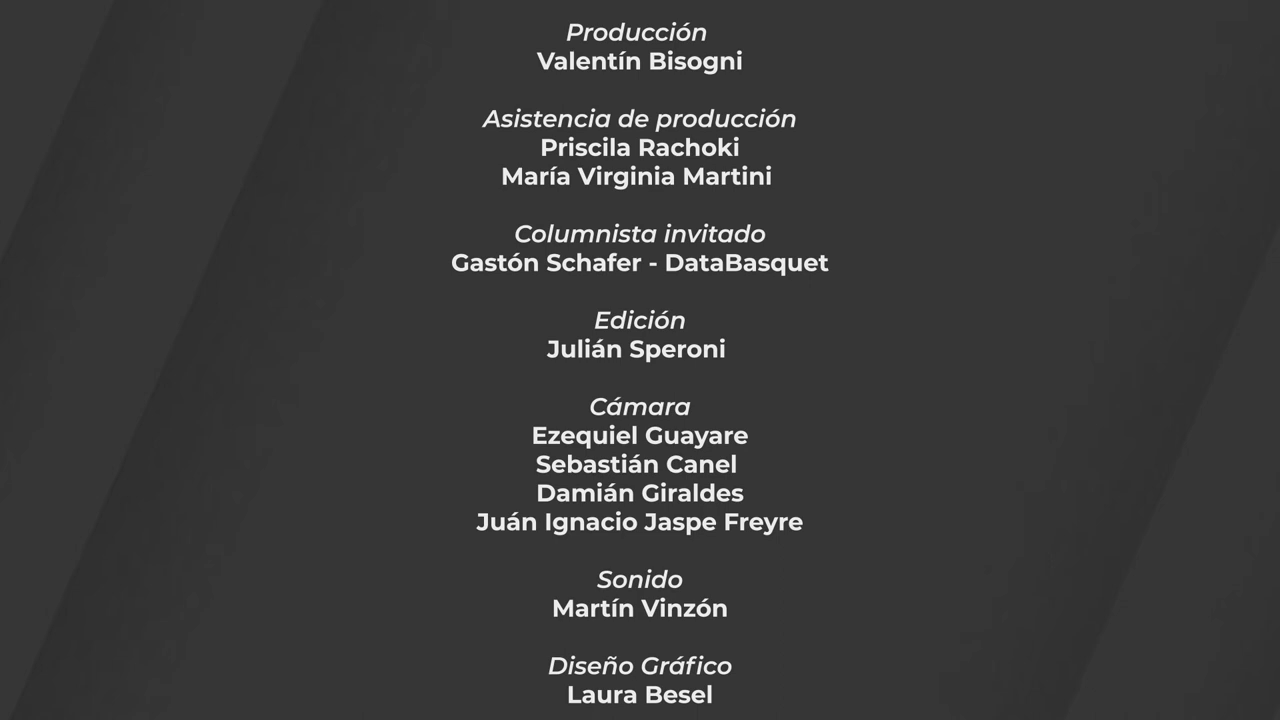 Producción
Valentín Bisogni
Asistencia de producción
Priscila Rachoki
María Virginia Martini
Columnista invitado
Gastón Schafer - DataBasquet
Edición
Julián Speroni
Cámara
Ezequiel Guayare
Sebastián Canel
Damián Giraldes
Juán Ignacio Jaspe Freyre
Sonido
Martín Vinzón
Diseño Gráfico
Laura Besel